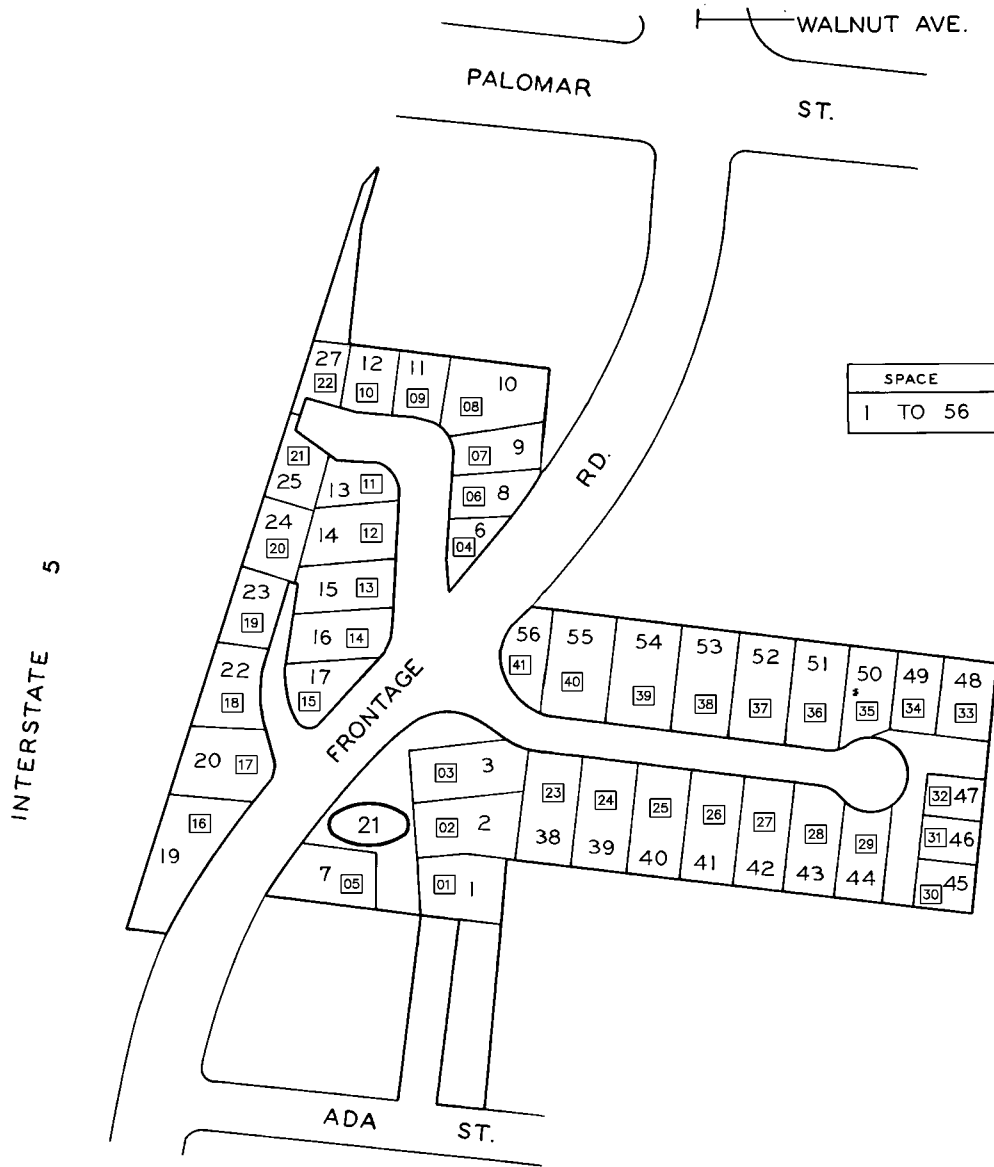 WALNUT AVE.
PALOMAR ST.
SPACE
1 TO 56
27 12 11 10
22 10 09 08
07 9
21
25
13 11
06 8
24
20
14 12
6
04
RD.
INTERSTATE 5
23
19
15 13
16 14
22
18
17
15
FRONTAGE
56 55 54 53 52 51 50 49 48
s
41 40 39 38 37 36 35 34 33
20 17
03 3
23 24 25 26 27 28 29
32 47
16
19
21
02 2
38 39 40 41 42 43 44
31 46
7 05
01 1
30 45
ADA ST.